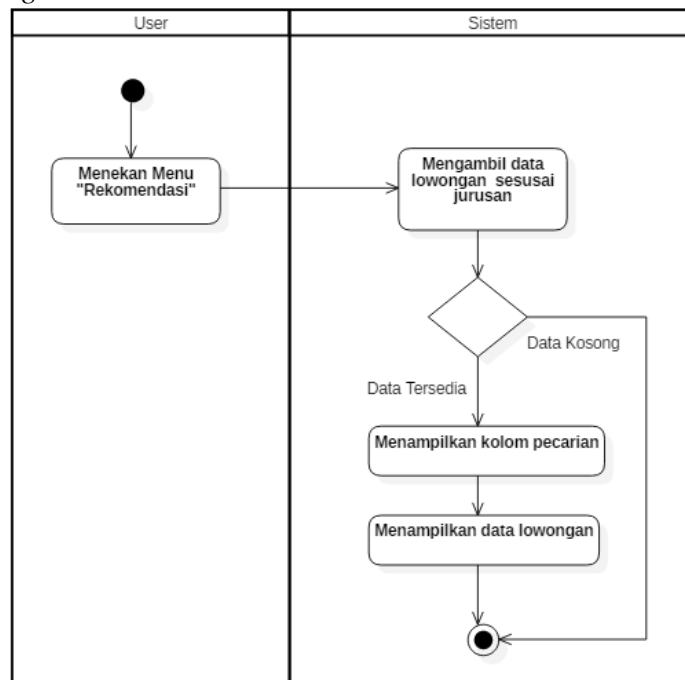 User
Sistem
Menekan Menu
"Rekomendasi"
Mengambil data
lowongan sesusai
jurusan
Data Kosong
Data Tersedia
Menampilkan kolom pecarian
Menampilkan data lowongan